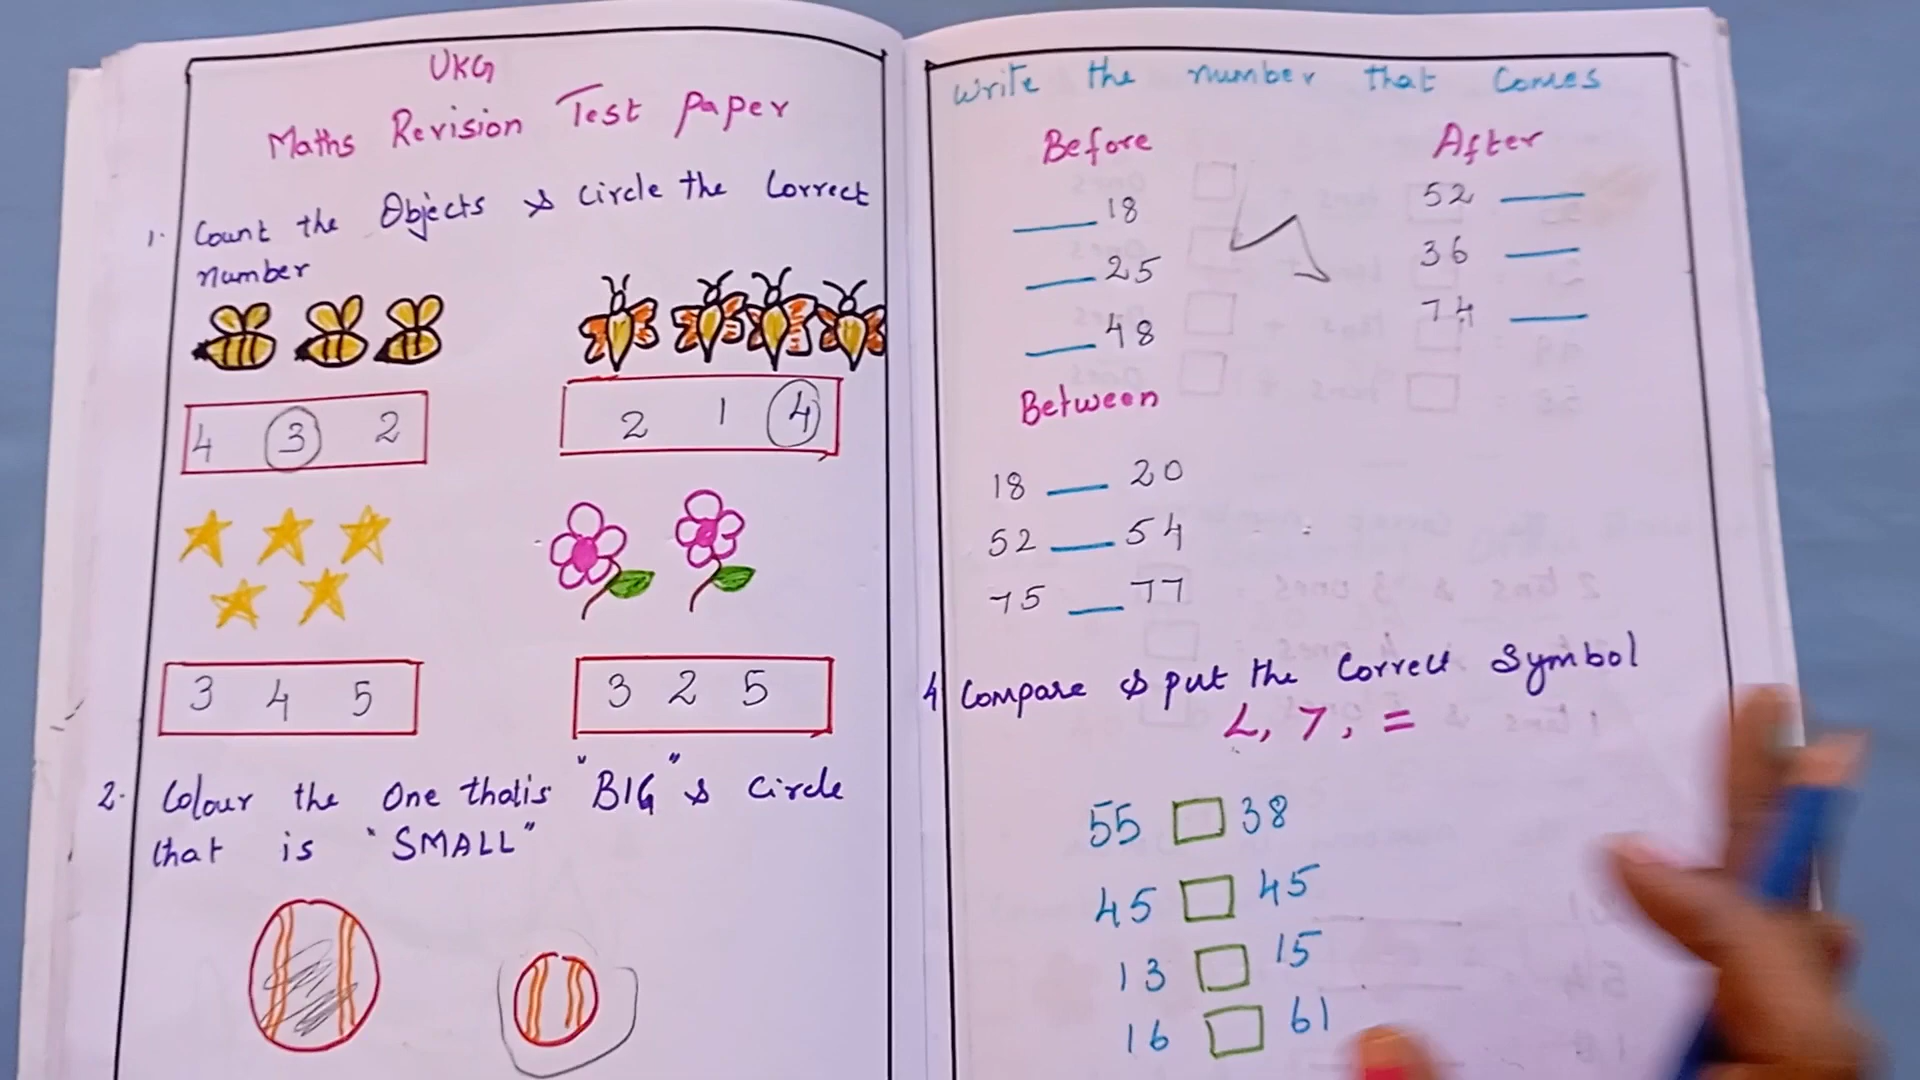 UKG
Maths Revision Test Paper
1. Count the Objects & Circle the Correct
number
4 3 2
2 1 4
3 4 5
3 2 5
2. Colour the One that is "BIG" & Circle
that is "SMALL"
Write the number that Comes
Before After
___ 18 52 ___
___ 25 36 ___
___ 48 74 ___
Between
18 ___ 20
52 ___ 54
75 ___ 77
4 Compare & put the Correct Symbol
<, >, =
55 □ 38
45 □ 45
13 □ 15
16 □ 61